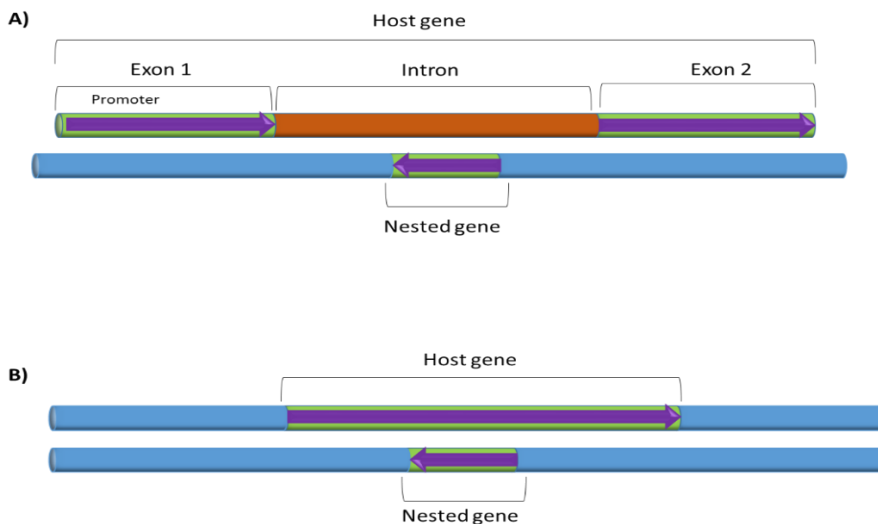 A)
Host gene
Exon 1 Intron Exon 2
Promoter
Nested gene
B)
Host gene
Nested gene